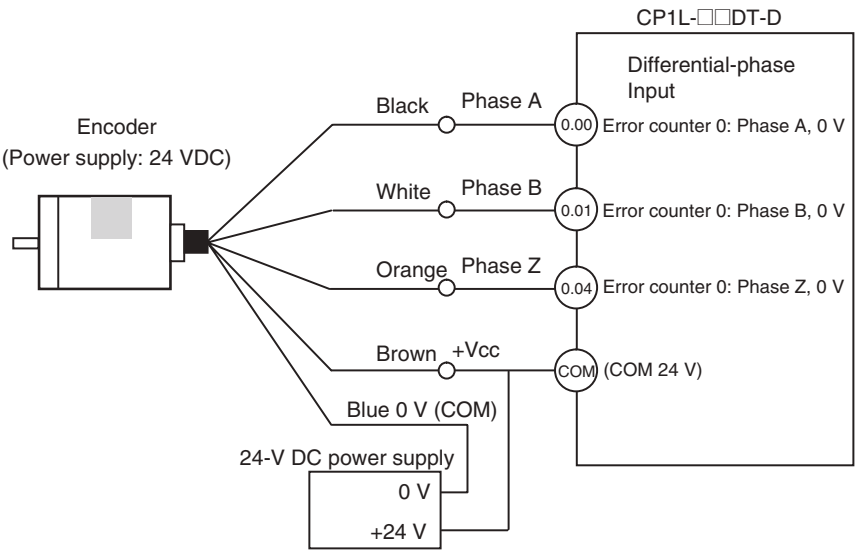 CP1L-□□DT-D
Differential-phase
Input
Encoder
(Power supply: 24 VDC)
Black
Phase A
0.00
Error counter 0: Phase A, 0 V
White
Phase B
0.01
Error counter 0: Phase B, 0 V
Orange
Phase Z
0.04
Error counter 0: Phase Z, 0 V
Brown
+Vcc
COM
(COM 24 V)
Blue 0 V (COM)
24-V DC power supply
0 V
+24 V